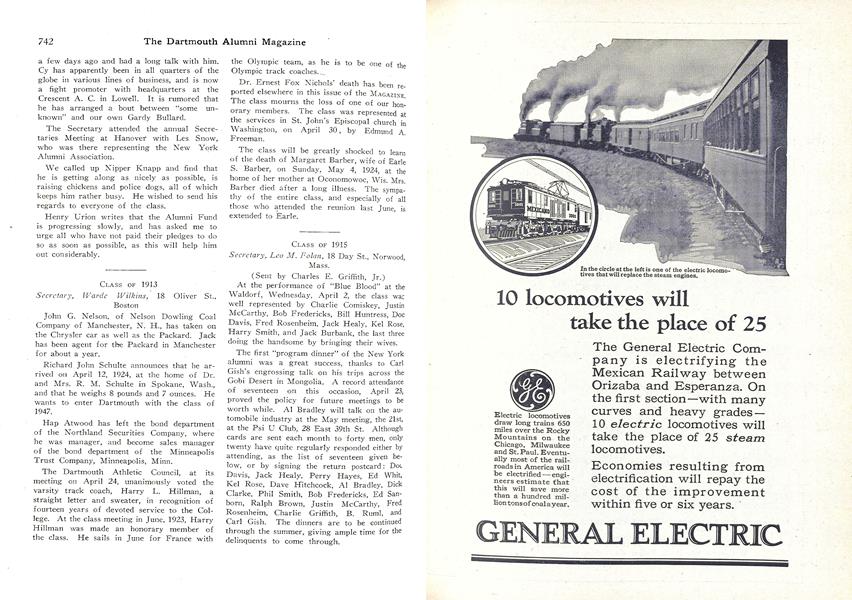 742
The Dartmouth Alumni Magazine
a few days ago and had a long talk with him.
Cy has apparently been in all quarters of the
globe in various lines of business, and is now
a fight promoter with headquarters at the
Crescent A. C. in Lowell. It is rumored that
he has arranged a bout between "some un-
known" and our own Gardy Bullard.
The Secretary attended the annual Secre-
taries Meeting at Hanover with Les Snow,
who was there representing the New York
Alumni Association.
We called up Nipper Knapp and find that
he is getting along as nicely as possible, is
raising chickens and police dogs, all of which
keeps him rather busy. He wished to send his
regards to everyone of the class.
Henry Urion writes that the Alumni Fund
is progressing slowly, and has asked me to
urge all who have not paid their pledges to do
so as soon as possible, as this will help him
out considerably.
CLASS OF 1913
Secretary, Warde Wilkins, 18 Oliver St.,
Boston
John G. Nelson, of Nelson Dowling Coal
Company of Manchester, N. H., has taken on
the Chrysler car as well as the Packard. Jack
has been agent for the Packard in Manchester
for about a year.
Richard John Schulte announces that he ar-
rived on April 12, 1924, at the home of Dr.
and Mrs. R. M. Schulte in Spokane, Wash.,
and that he weighs 8 pounds and 7 ounces. He
wants to enter Dartmouth with the class of
1947.
Hap Atwood has left the bond department
of the Northland Securities Company, where
he was manager, and become sales manager
of the bond department of the Minneapolis
Trust Company, Minneapolis, Minn.
The Dartmouth Athletic Council, at its
meeting on April 24, unanimously voted the
varsity track coach, Harry L. Hillman, a
straight letter and sweater, in recognition of
fourteen years of devoted service to the Col-
lege. At the class meeting in June, 1923, Harry
Hillman was made an honorary member of
the class. He sails in June for France with
the Olympic team, as he is to be one of the
Olympic track coaches.
Dr. Ernest Fox Nichols' death has been re-
ported elsewhere in this issue of the MAGAZINE.
The class mourns the loss of one of our hon-
orary members. The class was represented at
the services in St. John's Episcopal church in
Washington, on April 30, by Edmund A.
Freeman.
The class will be greatly shocked to learn
of the death of Margaret Barber, wife of Earle
S. Barber, on Sunday, May 4, 1924, at the
home of her mother at Oconomowoc, Wis. Mrs.
Barber died after a long illness. The sympa-
thy of the entire class, and especially of all
those who attended the reunion last June, is
extended to Earle.
CLASS OF 1915
Secretary, Leo M. Folan, 18 Day St., Norwood,
Mass.
(Sent by Charles E. Griffith, Jr.)
At the performance of "Blue Blood" at the
Waldorf, Wednesday, April 2, the class was
well represented by Charlie Comiskey, Justin
McCarthy, Bob Fredericks, Bill Huntress, Doc
Davis, Fred Rosenheim, Jack Healy, Kel Rose,
Harry Smith, and Jack Burbank, the last three
doing the handsome by bringing their wives.
The first "program dinner" of the New York
alumni was a great success, thanks to Carl
Gish's engrossing talk on his trips across the
Gobi Desert in Mongolia. A record attendance
of seventeen on this occasion, April 23,
proved the policy for future meetings to be
worth while. Al Bradley will talk on the au-
tomobile industry at the May meeting, the 21st,
at the Psi U Club, 28 East 39th St. Although
cards are sent each month to forty men, only
twenty have quite regularly responded either by
attending, as the list of seventeen given be-
low, or by signing the return postcard: Doc
Davis, Jack Healy, Perry Hayes, Ed Whit,
Kel Rose, Dave Hitchcock, Al Bradley, Dick
Clarke, Phil Smith, Bob Fredericks, Ed San-
born, Ralph Brown, Justin McCarthy, Fred
Rosenheim, Charlie Griffith, B. Ruml, and
Carl Gish. The dinners are to be continued
through the summer, giving ample time for the
delinquents to come through.
MEXICANO
In the circle at the left is one of the electric locomo-
tives that will replace the steam engines.
10 locomotives will
take the place of 25
The General Electric Com-
pany is electrifying the
Mexican Railway between
Orizaba and Esperanza. On
the first section—with many
curves and heavy grades—
10 electric locomotives will
take the place of 25 steam
locomotives.
Economies resulting from
electrification will repay the
cost of the improvement
within five or six years.
GE
Electric locomotives
draw long trains 650
miles over the Rocky
Mountains on the
Chicago, Milwaukee
and St. Paul. Eventu-
ally most of the rail-
roads in America will
be electrified—engi-
neers estimate that
this will save more
than a hundred mil-
lion tons of coal a year.
GENERAL ELECTRIC